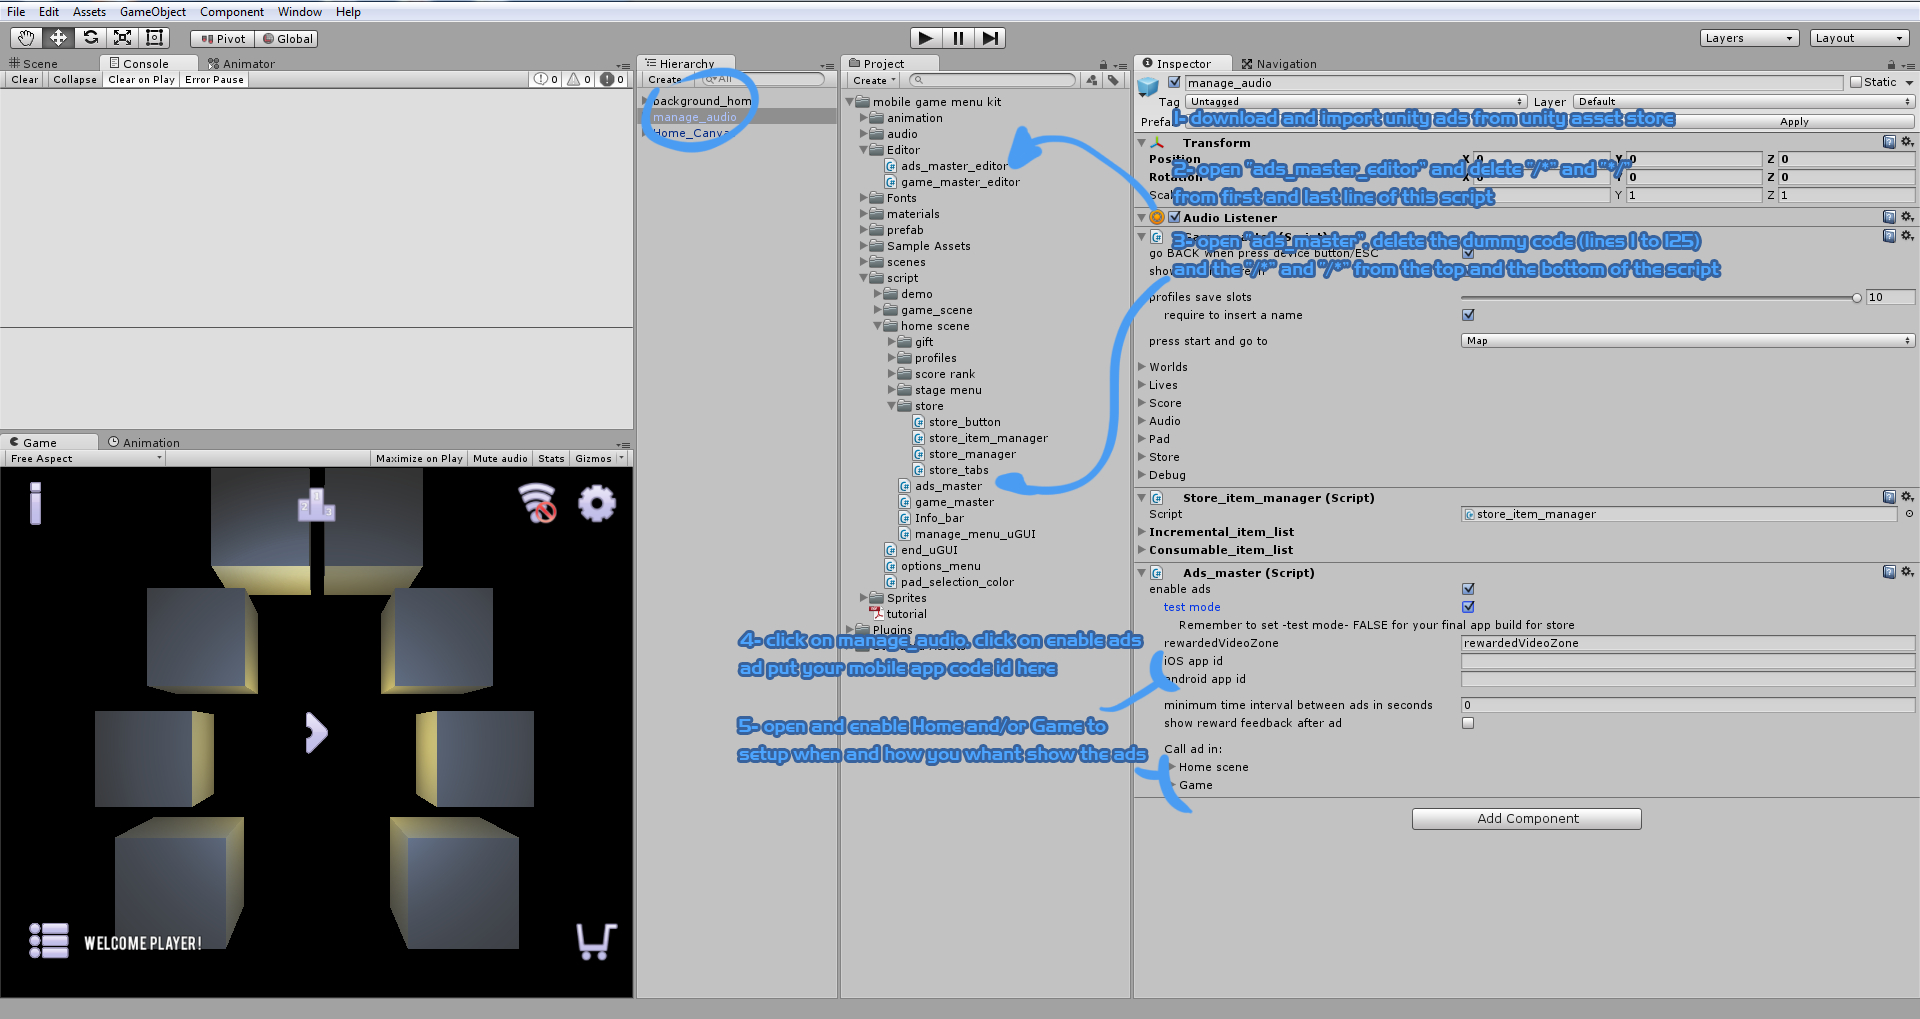 File Edit Assets GameObject Component Window Help
Pivot Global
Layers Layout
Scene Console Animator
Clear Collapse Clear on Play Error Pause 0 0 0
Game Animation
Free Aspect Maximize on Play Mute audio Stats Gizmos
1
2
3
WELCOME PLAYER!
Hierarchy
Create All
background_hom
manage_audio
Home_Canva
Project
Create
mobile game menu kit
animation
audio
Editor
ads_master_editor
game_master_editor
Fonts
materials
prefab
Sample Assets
scenes
script
demo
game_scene
home scene
gift
profiles
score rank
stage menu
store
store_button
store_item_manager
store_manager
store_tabs
ads_master
game_master
Info_bar
manage_menu_uGUI
end_uGUI
options_menu
pad_selection_color
Sprites
tutorial
Plugins
4- click on manage_audio. click on enable ads
ad put your mobile app code id here
5- open and enable Home and/or Game to
setup when and how you whant show the ads
Inspector Navigation
manage_audio Static
Tag Untagged Layer Default
Prefa Apply
1- download and import unity ads from unity asset store
Transform
Position X 0 Y 0 Z 0
2- open "ads_master_editor" and delete "/*" and "*/"
Rotation X 0 Y 0 Z 0
from first and last line of this script
Scal Y 1 Z 1
Audio Listener
3- open "ads_master", delete the dummy code (lines 1 to 125)
go BACK when press device button/ESC
and the "/*" and "/*" from the top and the bottom of the script
profiles save slots 10
require to insert a name
press start and go to Map
Worlds
Lives
Score
Audio
Pad
Store
Debug
Store_item_manager (Script)
Script store_item_manager
Incremental_item_list
Consumable_item_list
Ads_master (Script)
enable ads
test mode
Remember to set -test mode- FALSE for your final app build for store
rewardedVideoZone rewardedVideoZone
iOS app id
android app id
minimum time interval between ads in seconds 0
show reward feedback after ad
Call ad in:
Home scene
Game
Add Component